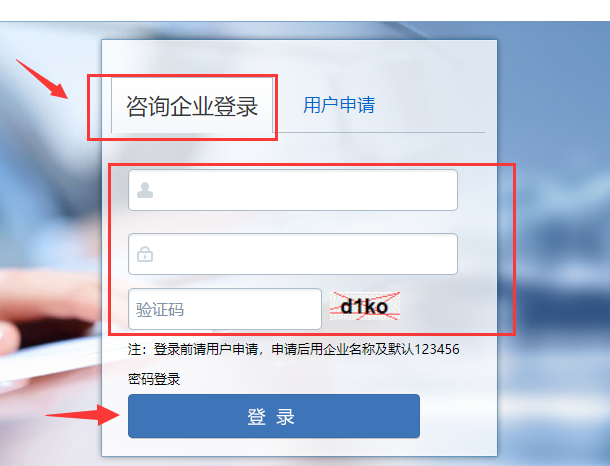 咨询企业登录 用户申请
验证码 d1ko
注：登录前请用户申请，申请后用企业名称及默认123456
密码登录
登 录